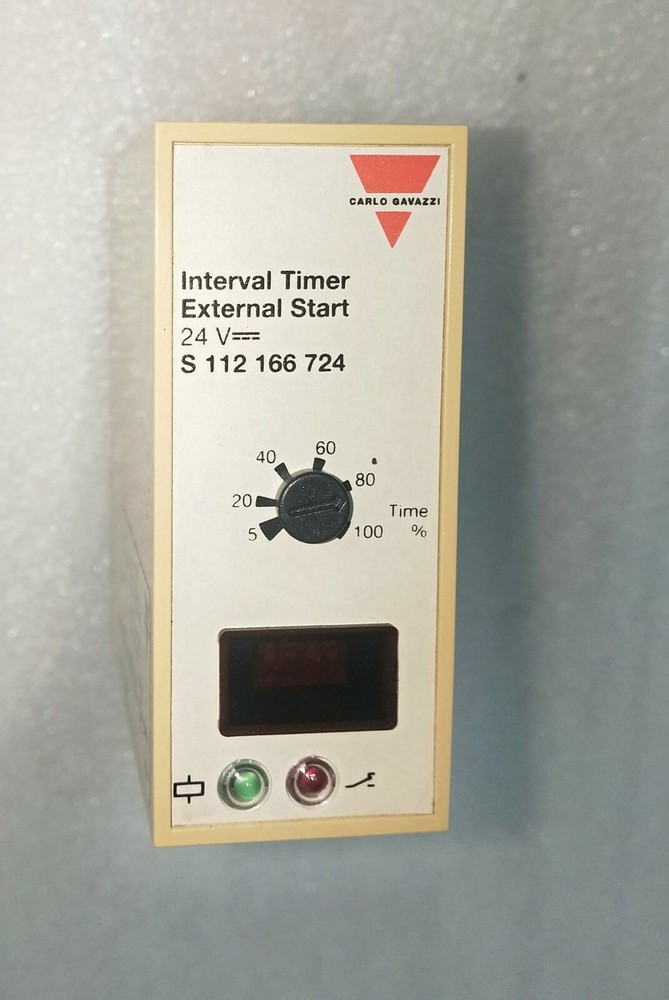 CARLO GAVAZZI
Interval Timer
External Start
24 V⎓
S 112 166 724
60
40
80
20
Time
5
100
%